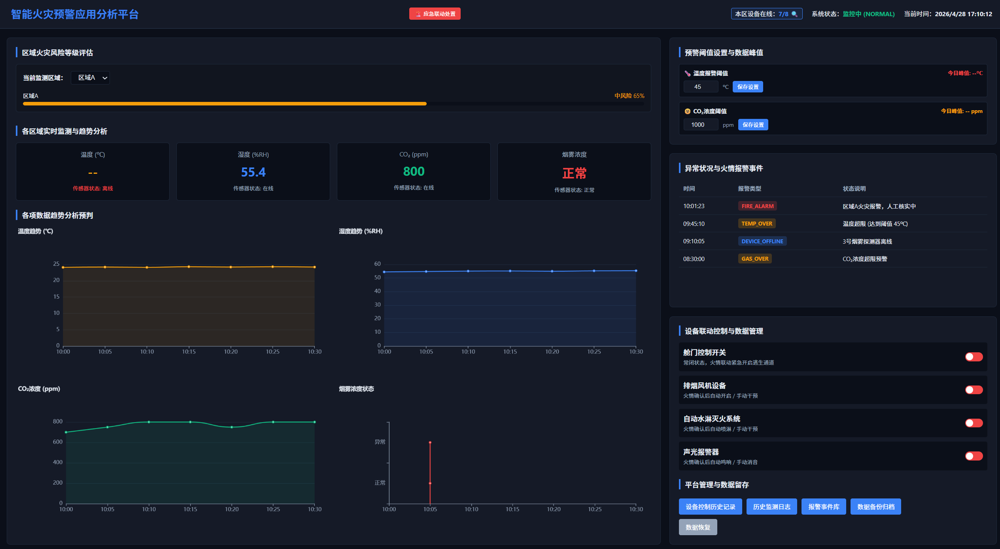 智能火灾预警应用分析平台
应急联动处置
本区设备在线：7/8
系统状态：监控中 (NORMAL)
当前时间：2026/4/28 17:10:12
区域火灾风险等级评估
当前监测区域：
区域A
区域A
中风险 65%
各区域实时监测与趋势分析
温度 (℃)
--
传感器状态: 离线
湿度 (%RH)
55.4
传感器状态: 在线
CO₂ (ppm)
800
传感器状态: 在线
烟雾浓度
正常
传感器状态: 正常
各项数据趋势分析预判
温度趋势 (℃)
25
20
15
10
5
0
10:00 10:05 10:10 10:15 10:20 10:25 10:30
湿度趋势 (%RH)
60
50
40
30
20
10
0
10:00 10:05 10:10 10:15 10:20 10:25 10:30
CO₂浓度 (ppm)
800
600
400
200
0
10:00 10:05 10:10 10:15 10:20 10:25 10:30
烟雾浓度状态
异常
正常
10:00 10:05 10:10 10:15 10:20 10:25 10:30
预警阈值设置与数据峰值
温度报警阈值
今日峰值: --℃
45 ℃ 保存设置
CO₂浓度阈值
今日峰值: -- ppm
1000 ppm 保存设置
异常状况与火情报警事件
时间 报警类型 状态说明
10:01:23 FIRE_ALARM 区域A火灾报警，人工核实中
09:45:10 TEMP_OVER 温度超限 (达到阈值 45℃)
09:10:05 DEVICE_OFFLINE 3号烟雾探测器离线
08:30:00 GAS_OVER CO₂浓度超限预警
设备联动控制与数据管理
舱门控制开关
常闭状态，火情联动紧急开启逃生通道
排烟风机设备
火情确认后自动开启 / 手动干预
自动水淋灭火系统
火情确认后自动喷淋 / 手动干预
声光报警器
火情确认后自动鸣响 / 手动消音
平台管理与数据留存
设备控制历史记录 历史监测日志 报警事件库 数据备份归档
数据恢复